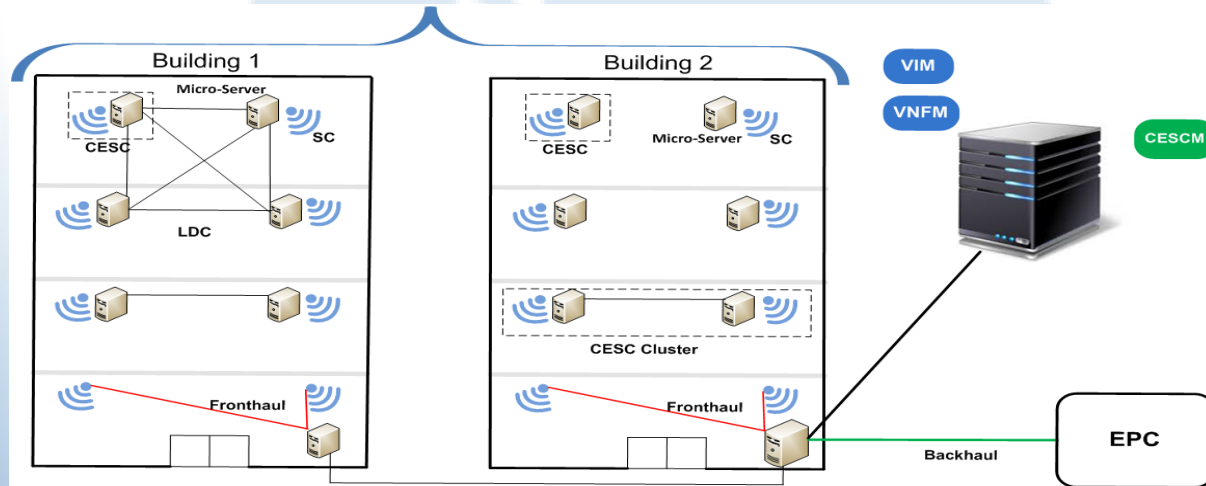 Building 1
Micro-Server
CESC
SC
LDC
Fronthaul
Building 2
CESC
Micro-Server
SC
CESC Cluster
Fronthaul
VIM
VNFM
CESCM
Backhaul
EPC